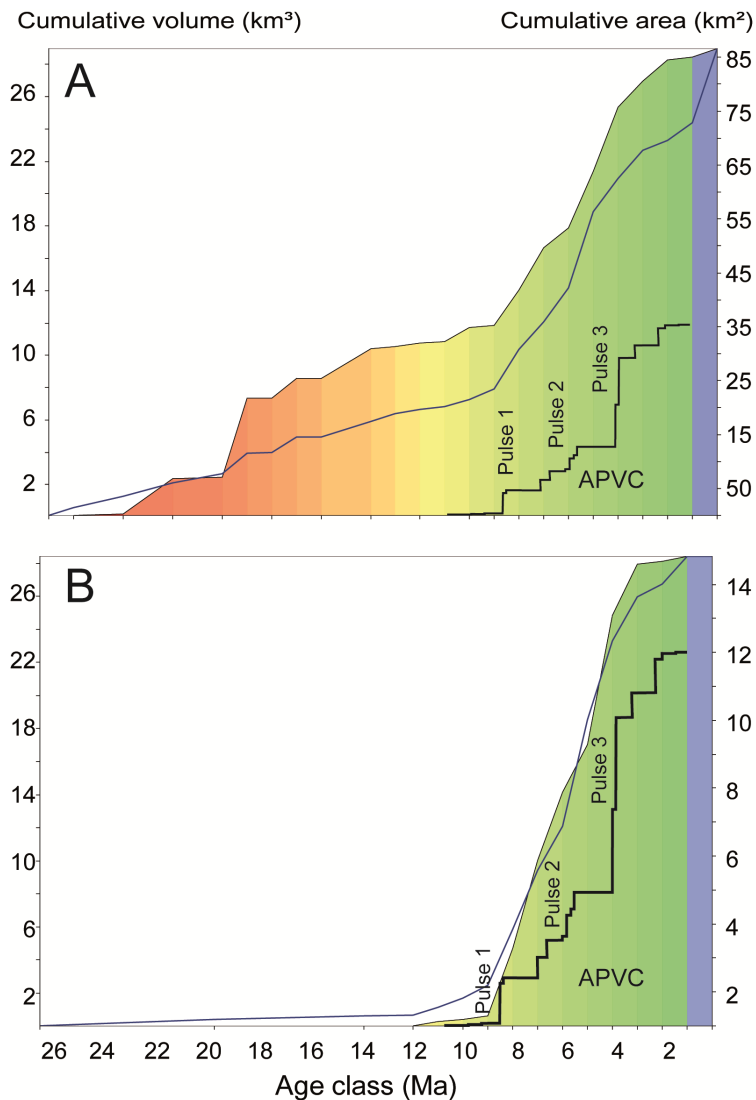 Cumulative volume (km³) Cumulative area (km²)
A
26
22
18
14
10
6
2
85
75
65
55
45
35
25
15
50
Pulse 1
Pulse 2
Pulse 3
APVC
B
26
22
18
14
10
6
2
14
12
10
8
6
4
2
Pulse 1
Pulse 2
Pulse 3
APVC
26 24 22 20 18 16 14 12 10 8 6 4 2
Age class (Ma)